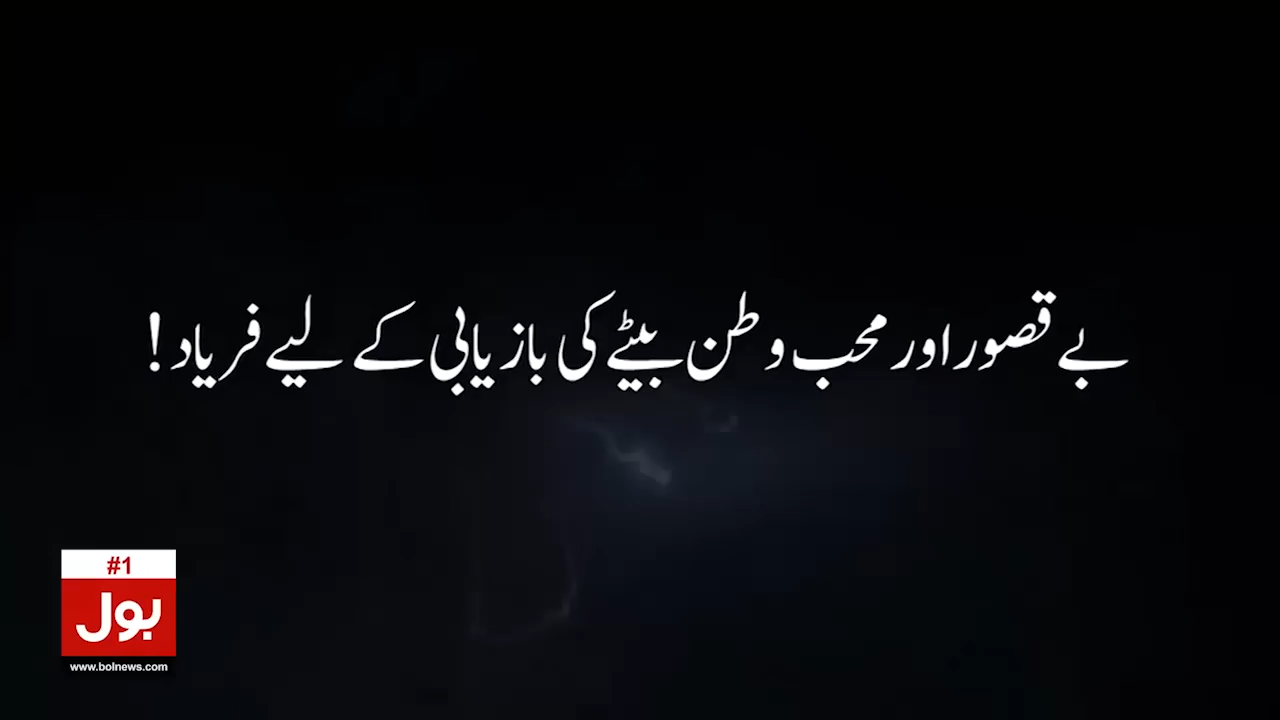 بے قصور اور محب وطن بیٹے کی بازیابی کے لیے فریاد!
#1
بول
www.bolnews.com